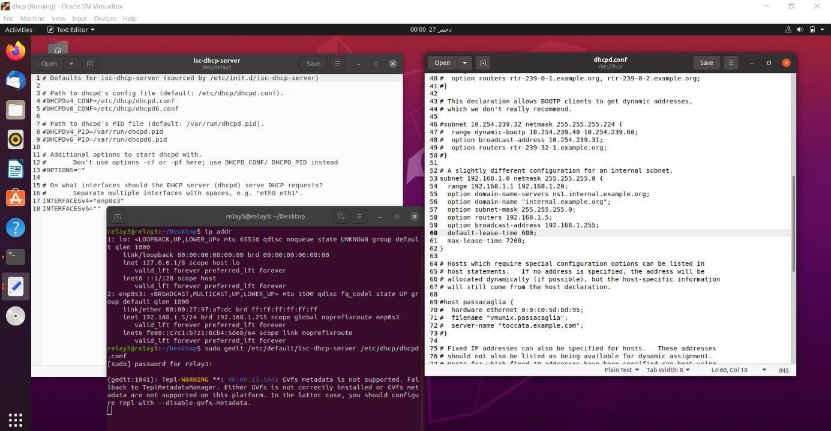 dhcp [Running] - Oracle VM VirtualBox
File Machine View Input Devices Help
Activities Text Editor 00:00 27 دجى
Open isc-dhcp-server Save
/etc/default
1 # Defaults for isc-dhcp-server (sourced by /etc/init.d/isc-dhcp-server)
2
3 # Path to dhcpd's config file (default: /etc/dhcp/dhcpd.conf).
4 #DHCPDv4_CONF=/etc/dhcp/dhcpd.conf
5 #DHCPDv6_CONF=/etc/dhcp/dhcpd6.conf
6
7 # Path to dhcpd's PID file (default: /var/run/dhcpd.pid).
8 #DHCPDv4_PID=/var/run/dhcpd.pid
9 #DHCPDv6_PID=/var/run/dhcpd6.pid
10
11 # Additional options to start dhcpd with.
12 # Don't use options -cf or -pf here; use DHCPD_CONF/ DHCPD_PID instead
13 #OPTIONS=""
14
15 # On what interfaces should the DHCP server (dhcpd) serve DHCP requests?
16 # Separate multiple interfaces with spaces, e.g. "eth0 eth1".
17 INTERFACESv4="enp0s3"
18 INTERFACESv6=""
relay3@relay3: ~/Desktop
relay3@relay3:~/Desktop$ ip addr
1: lo: <LOOPBACK,UP,LOWER_UP> mtu 65536 qdisc noqueue state UNKNOWN group defaul
t qlen 1000
link/loopback 00:00:00:00:00:00 brd 00:00:00:00:00:00
inet 127.0.0.1/8 scope host lo
valid_lft forever preferred_lft forever
inet6 ::1/128 scope host
valid_lft forever preferred_lft forever
2: enp0s3: <BROADCAST,MULTICAST,UP,LOWER_UP> mtu 1500 qdisc fq_codel state UP gr
oup default qlen 1000
link/ether 08:00:27:97:a7:dc brd ff:ff:ff:ff:ff:ff
inet 192.168.1.5/24 brd 192.168.1.255 scope global noprefixroute enp0s3
valid_lft forever preferred_lft forever
inet6 fe80::c7c1:b721:0cb4:5de8/64 scope link noprefixroute
valid_lft forever preferred_lft forever
relay3@relay3:~/Desktop$ sudo gedit /etc/default/isc-dhcp-server /etc/dhcp/dhcpd
.conf
[sudo] password for relay3:
(gedit:1841): Tepl-WARNING **: 00:00:13.584: GVfs metadata is not supported. Fal
lback to TeplMetadataManager. Either GVfs is not correctly installed or GVfs met
adata are not supported on this platform. In the latter case, you should configu
re Tepl with --disable-gvfs-metadata.
Open dhcpd.conf Save
/etc/dhcp
40 # option routers rtr-239-0-1.example.org, rtr-239-0-2.example.org;
41 #}
42
43 # This declaration allows BOOTP clients to get dynamic addresses,
44 # which we don't really recommend.
45
46 #subnet 10.254.239.32 netmask 255.255.255.224 {
47 # range dynamic-bootp 10.254.239.40 10.254.239.60;
48 # option broadcast-address 10.254.239.31;
49 # option routers rtr-239-32-1.example.org;
50 #}
51
52 # A slightly different configuration for an internal subnet.
53 subnet 192.168.1.0 netmask 255.255.255.0 {
54 range 192.168.1.1 192.168.1.20;
55 option domain-name-servers ns1.internal.example.org;
56 option domain-name "internal.example.org";
57 option subnet-mask 255.255.255.0;
58 option routers 192.168.1.5;
59 option broadcast-address 192.168.1.255;
60 default-lease-time 600;
61 max-lease-time 7200;
62 }
63
64 # Hosts which require special configuration options can be listed in
65 # host statements. If no address is specified, the address will be
66 # allocated dynamically (if possible), but the host-specific information
67 # will still come from the host declaration.
68
69 #host passacaglia {
70 # hardware ethernet 0:0:c0:5d:bd:95;
71 # filename "vmunix.passacaglia";
72 # server-name "toccata.example.com";
73 #}
74
75 # Fixed IP addresses can also be specified for hosts. These addresses
76 # should not also be listed as being available for dynamic assignment.
77 # Hosts for which fixed IP addresses have been specified can boot using
Plain Text Tab Width: 8 Ln 60, Col 18 INS